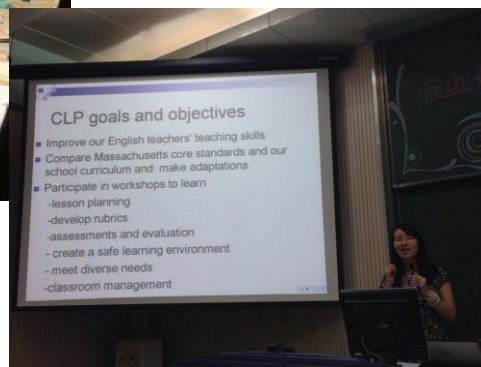 CLP goals and objectives
Improve our English teachers' teaching skills
Compare Massachusetts core standards and our
school curriculum and make adaptations
Participate in workshops to learn
-lesson planning
-develop rubrics
-assessments and evaluation
- create a safe learning environment
- meet diverse needs
-classroom management